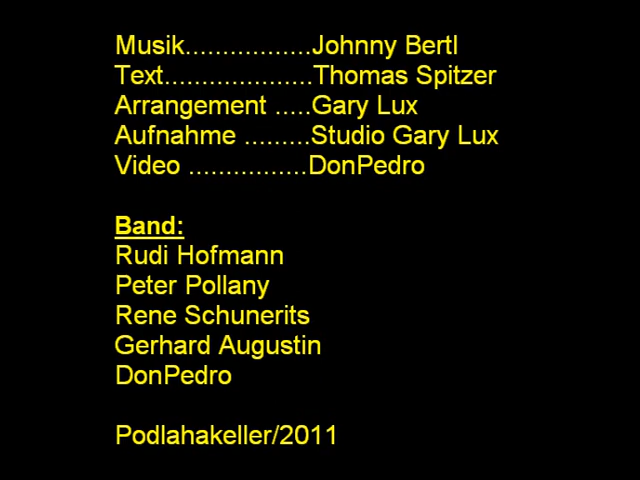 Musik.................Johnny Bertl
Text....................Thomas Spitzer
Arrangement .....Gary Lux
Aufnahme .........Studio Gary Lux
Video ................DonPedro
Band:
Rudi Hofmann
Peter Pollany
Rene Schunerits
Gerhard Augustin
DonPedro
Podlahakeller/2011